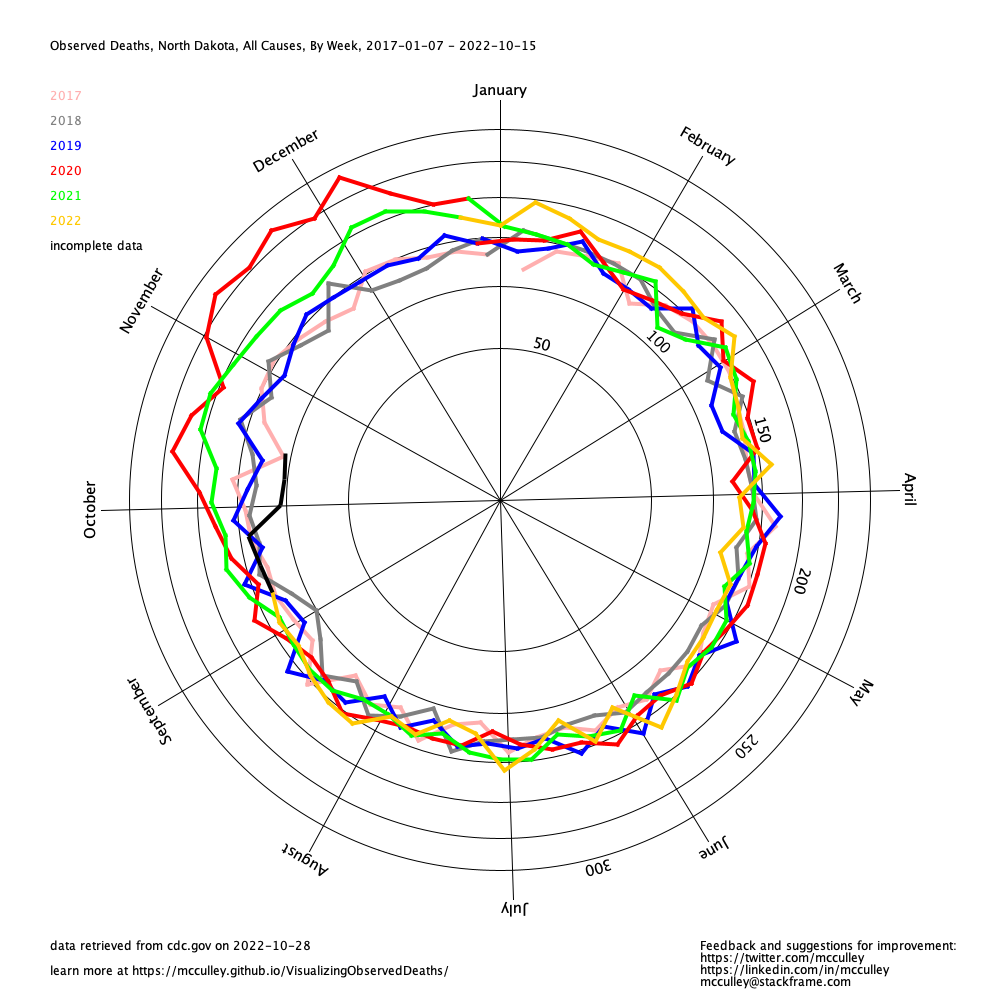 Observed Deaths, North Dakota, All Causes, By Week, 2017-01-07 - 2022-10-15
January
2017
2018
2019
2020
2021
2022
incomplete data
December
February
November
March
50
100
150
October
April
200
September
May
250
August
June
300
July
data retrieved from cdc.gov on 2022-10-28
learn more at https://mcculley.github.io/VisualizingObservedDeaths/
Feedback and suggestions for improvement:
https://twitter.com/mcculley
https://linkedin.com/in/mcculley
mcculley@stackframe.com